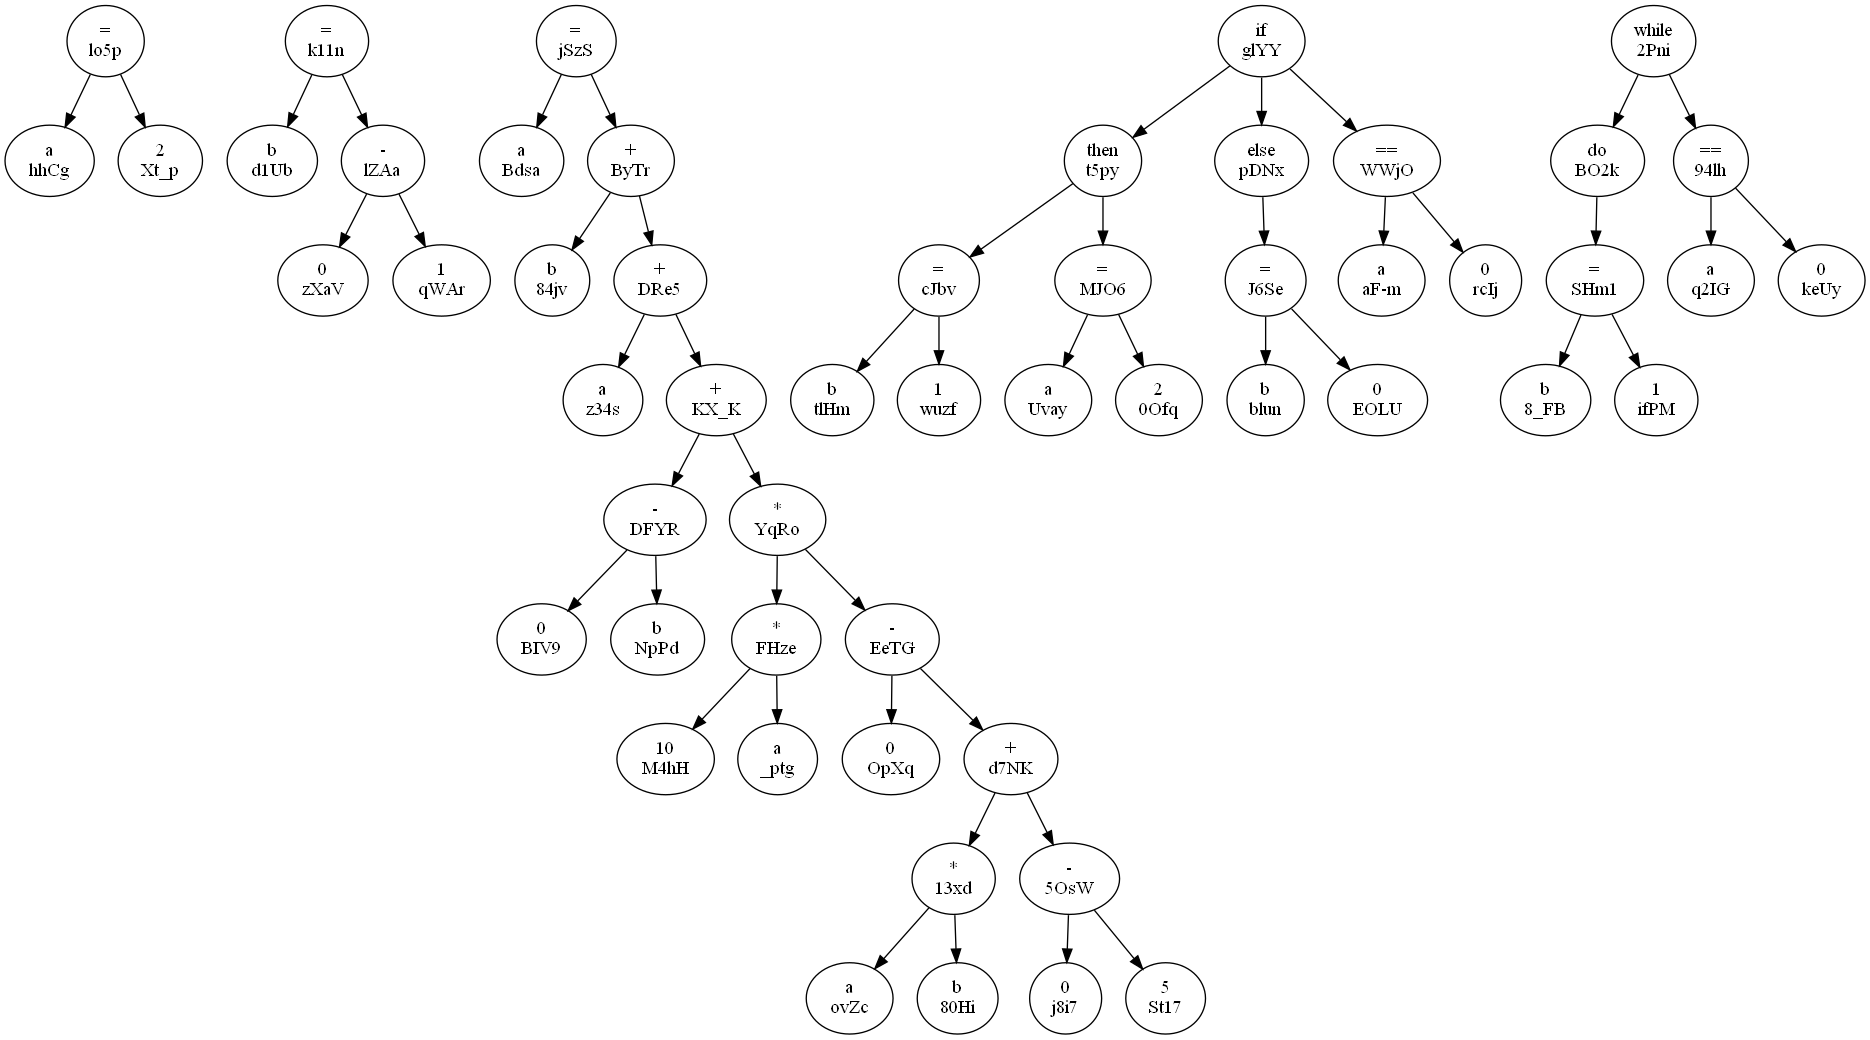 =
lo5p
=
k11n
=
jSzS
if
glYY
while
2Pni
a
hhCg
2
Xt_p
b
d1Ub
-
lZAa
a
Bdsa
+
ByTr
then
t5py
else
pDNx
==
WWjO
do
BO2k
==
94lh
0
zXaV
1
qWAr
b
84jv
+
DRe5
=
cJbv
=
MJO6
=
J6Se
a
aF-m
0
rcIj
=
SHm1
a
q2IG
0
keUy
a
z34s
+
KX_K
b
tlHm
1
wuzf
a
Uvay
2
0Ofq
b
blun
0
EOLU
b
8_FB
1
ifPM
-
DFYR
*
YqRo
0
BIV9
b
NpPd
*
FHze
-
EeTG
10
M4hH
a
_ptg
0
OpXq
+
d7NK
*
13xd
-
5OsW
a
ovZc
b
80Hi
0
j8i7
5
St17